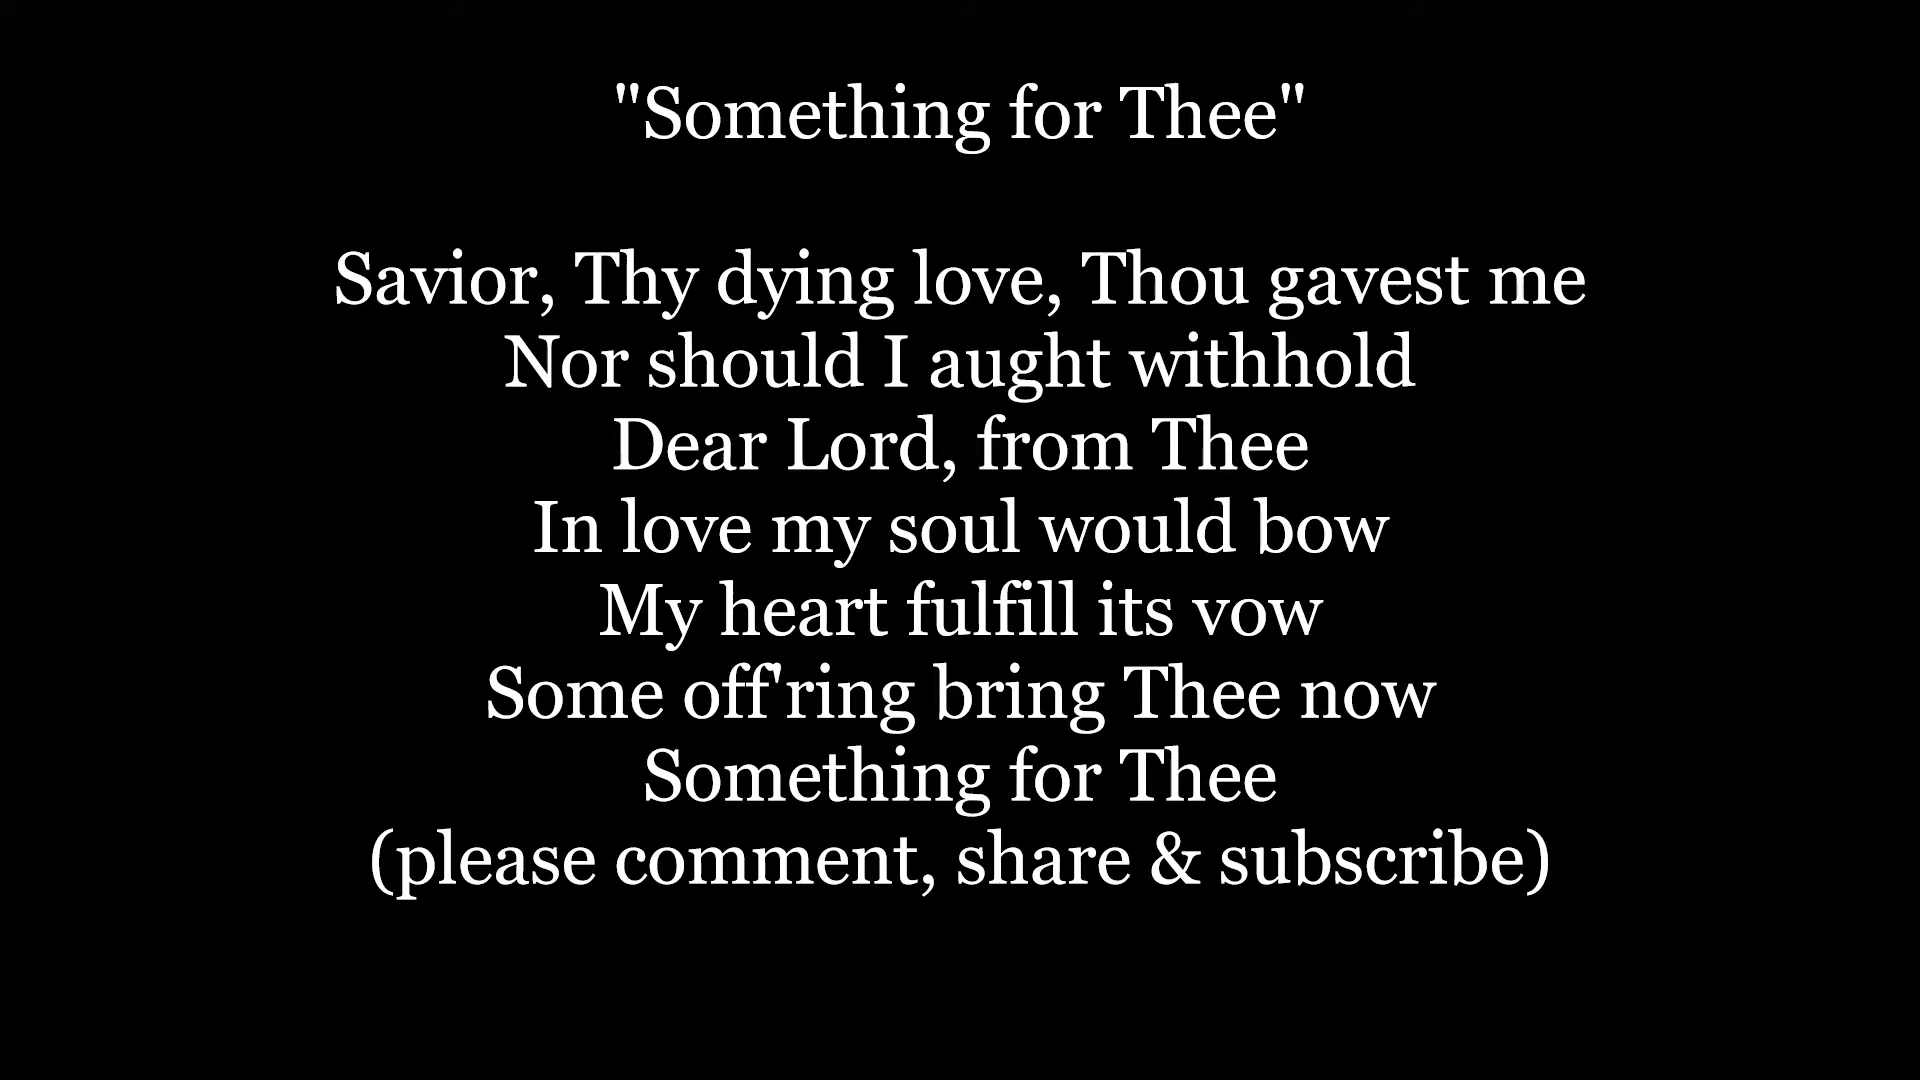 "Something for Thee"
Savior, Thy dying love, Thou gavest me
Nor should I aught withhold
Dear Lord, from Thee
In love my soul would bow
My heart fulfill its vow
Some off'ring bring Thee now
Something for Thee
(please comment, share & subscribe)